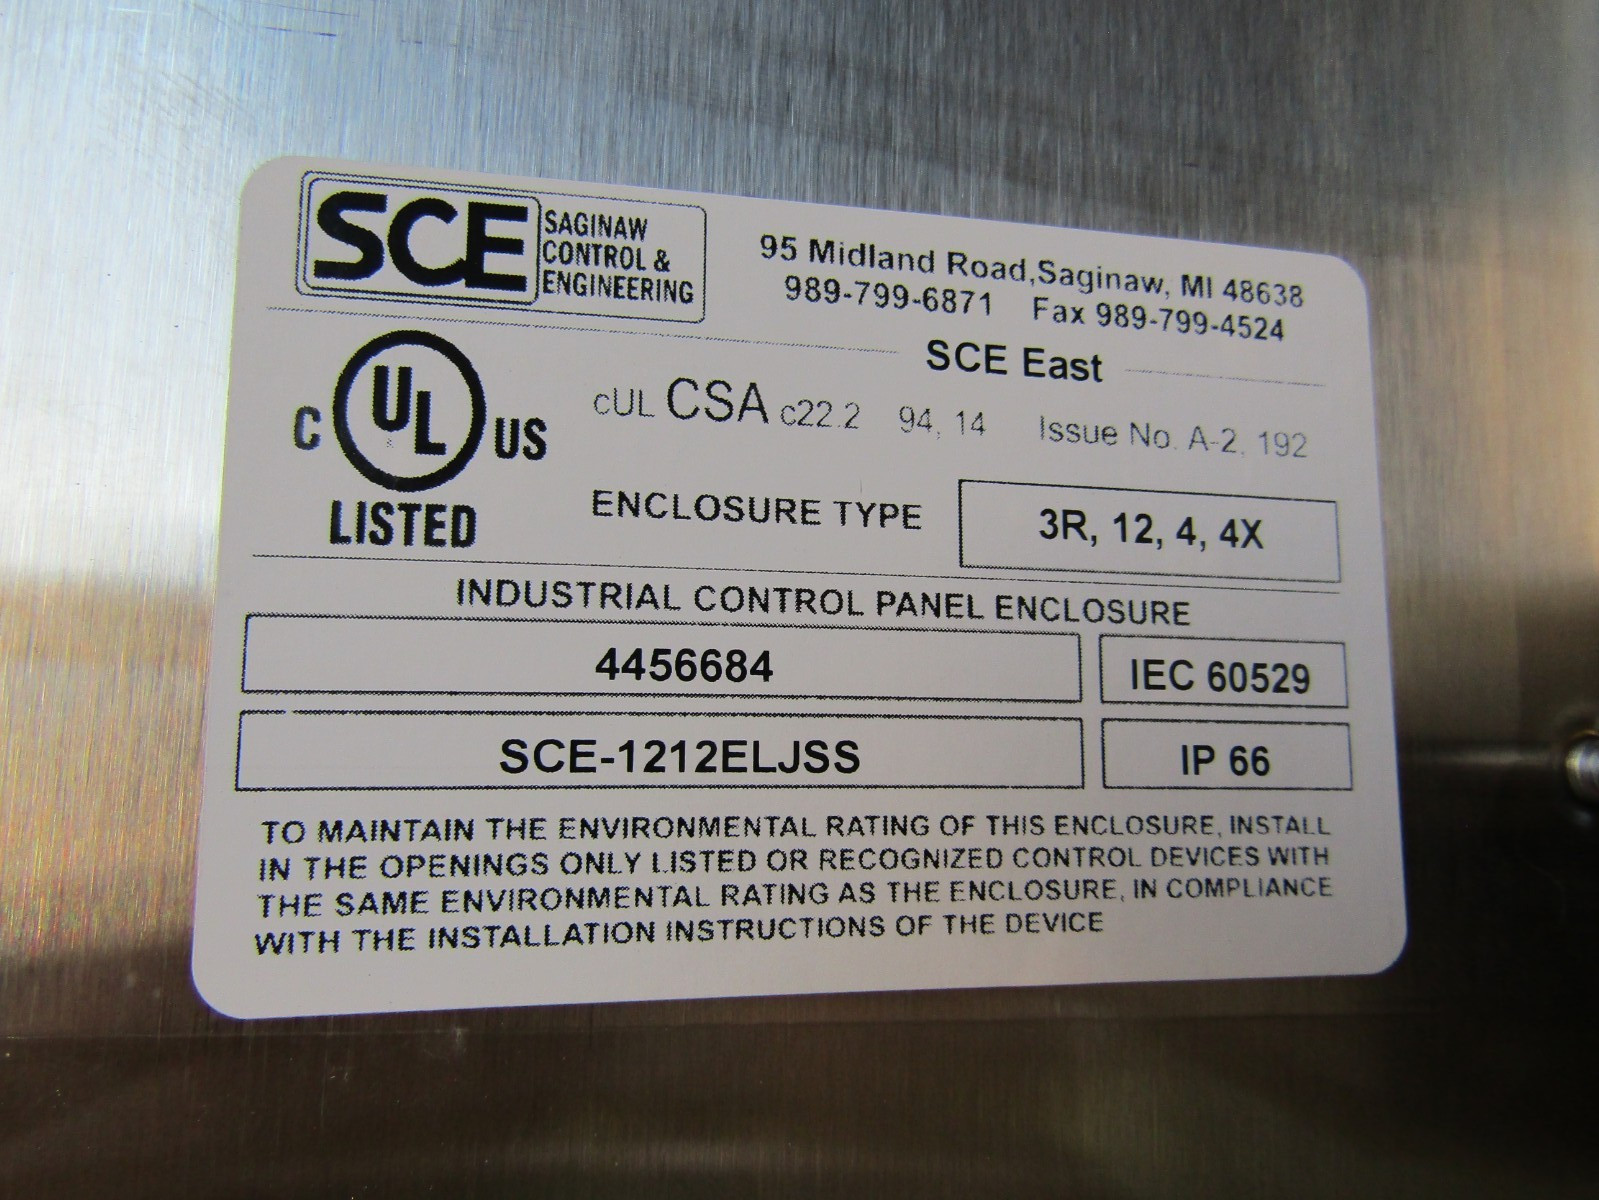 SCE SAGINAW
CONTROL &
ENGINEERING
95 Midland Road,Saginaw, MI 48638
989-799-6871 Fax 989-799-4524
SCE East
C UL US
LISTED
cUL CSA c22.2 94, 14 Issue No. A-2, 192
ENCLOSURE TYPE 3R, 12, 4, 4X
INDUSTRIAL CONTROL PANEL ENCLOSURE
4456684 IEC 60529
SCE-1212ELJSS IP 66
TO MAINTAIN THE ENVIRONMENTAL RATING OF THIS ENCLOSURE, INSTALL
IN THE OPENINGS ONLY LISTED OR RECOGNIZED CONTROL DEVICES WITH
THE SAME ENVIRONMENTAL RATING AS THE ENCLOSURE, IN COMPLIANCE
WITH THE INSTALLATION INSTRUCTIONS OF THE DEVICE